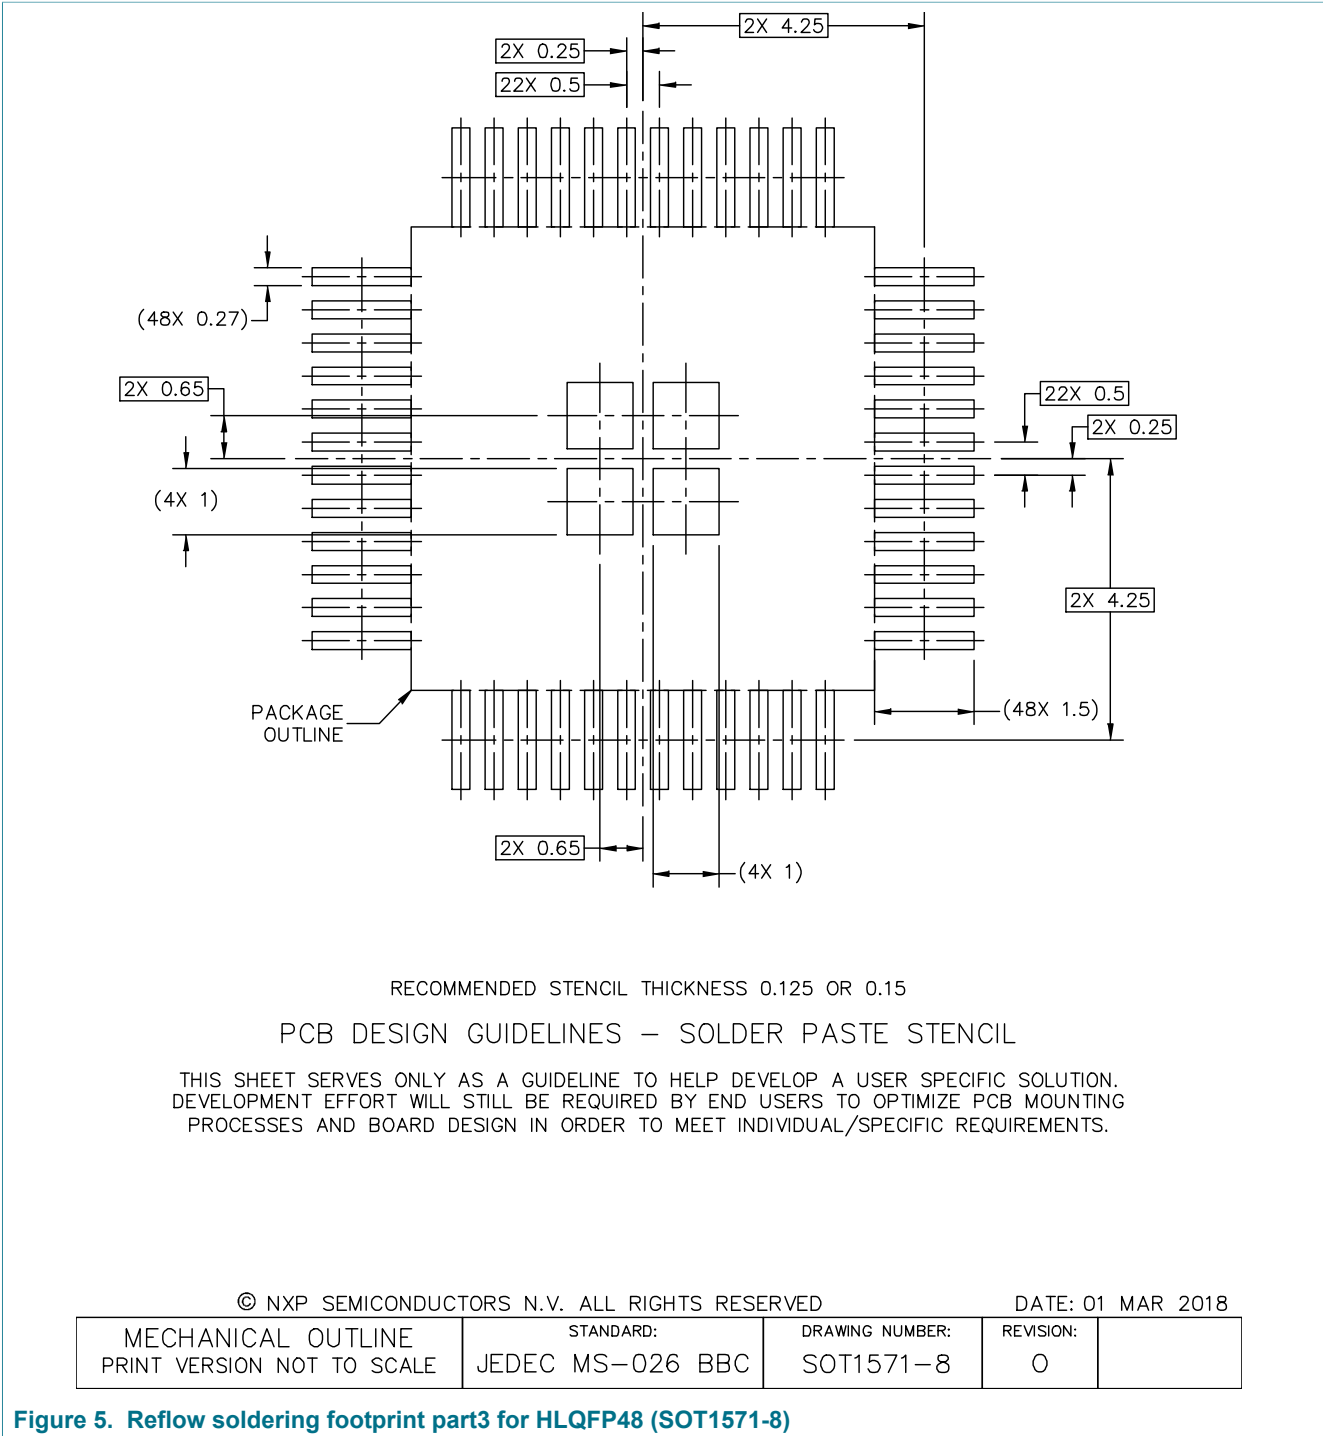 2X 4.25
2X 0.25
22X 0.5
(48X 0.27)
2X 0.65
22X 0.5
2X 0.25
(4X 1)
2X 4.25
(48X 1.5)
PACKAGE
OUTLINE
2X 0.65
(4X 1)
RECOMMENDED STENCIL THICKNESS 0.125 OR 0.15
PCB DESIGN GUIDELINES – SOLDER PASTE STENCIL
THIS SHEET SERVES ONLY AS A GUIDELINE TO HELP DEVELOP A USER SPECIFIC SOLUTION.
DEVELOPMENT EFFORT WILL STILL BE REQUIRED BY END USERS TO OPTIMIZE PCB MOUNTING
PROCESSES AND BOARD DESIGN IN ORDER TO MEET INDIVIDUAL/SPECIFIC REQUIREMENTS.
© NXP SEMICONDUCTORS N.V. ALL RIGHTS RESERVED DATE: 01 MAR 2018
MECHANICAL OUTLINE
PRINT VERSION NOT TO SCALE
STANDARD:
JEDEC MS–026 BBC
DRAWING NUMBER:
SOT1571–8
REVISION:
O
Figure 5. Reflow soldering footprint part3 for HLQFP48 (SOT1571-8)